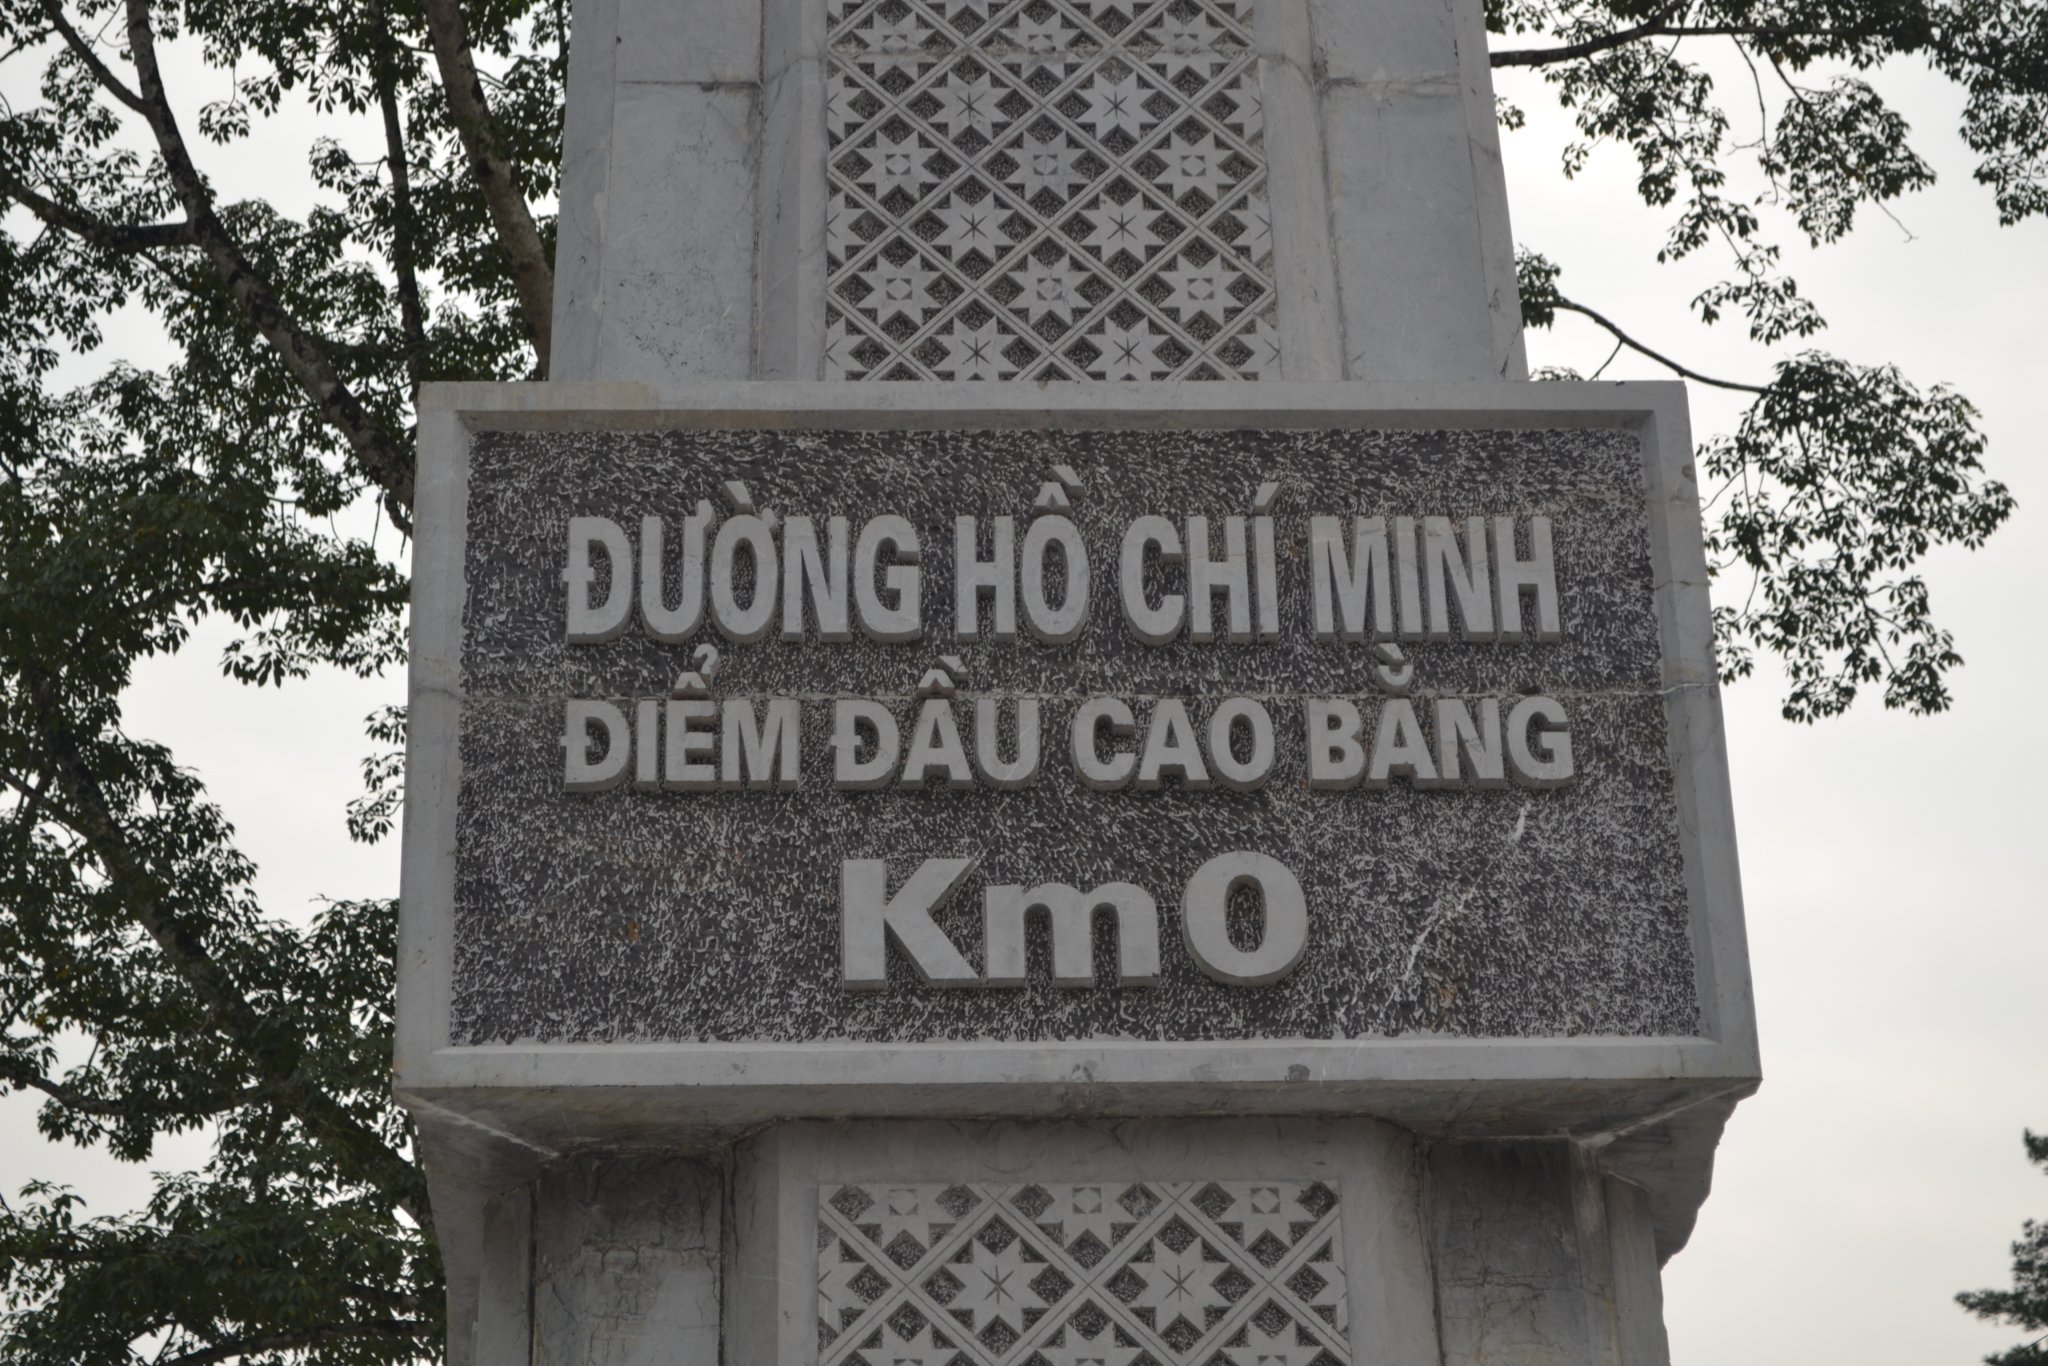 ĐƯỜNG HỒ CHÍ MINH
ĐIỂM ĐẦU CAO BẰNG
Km0